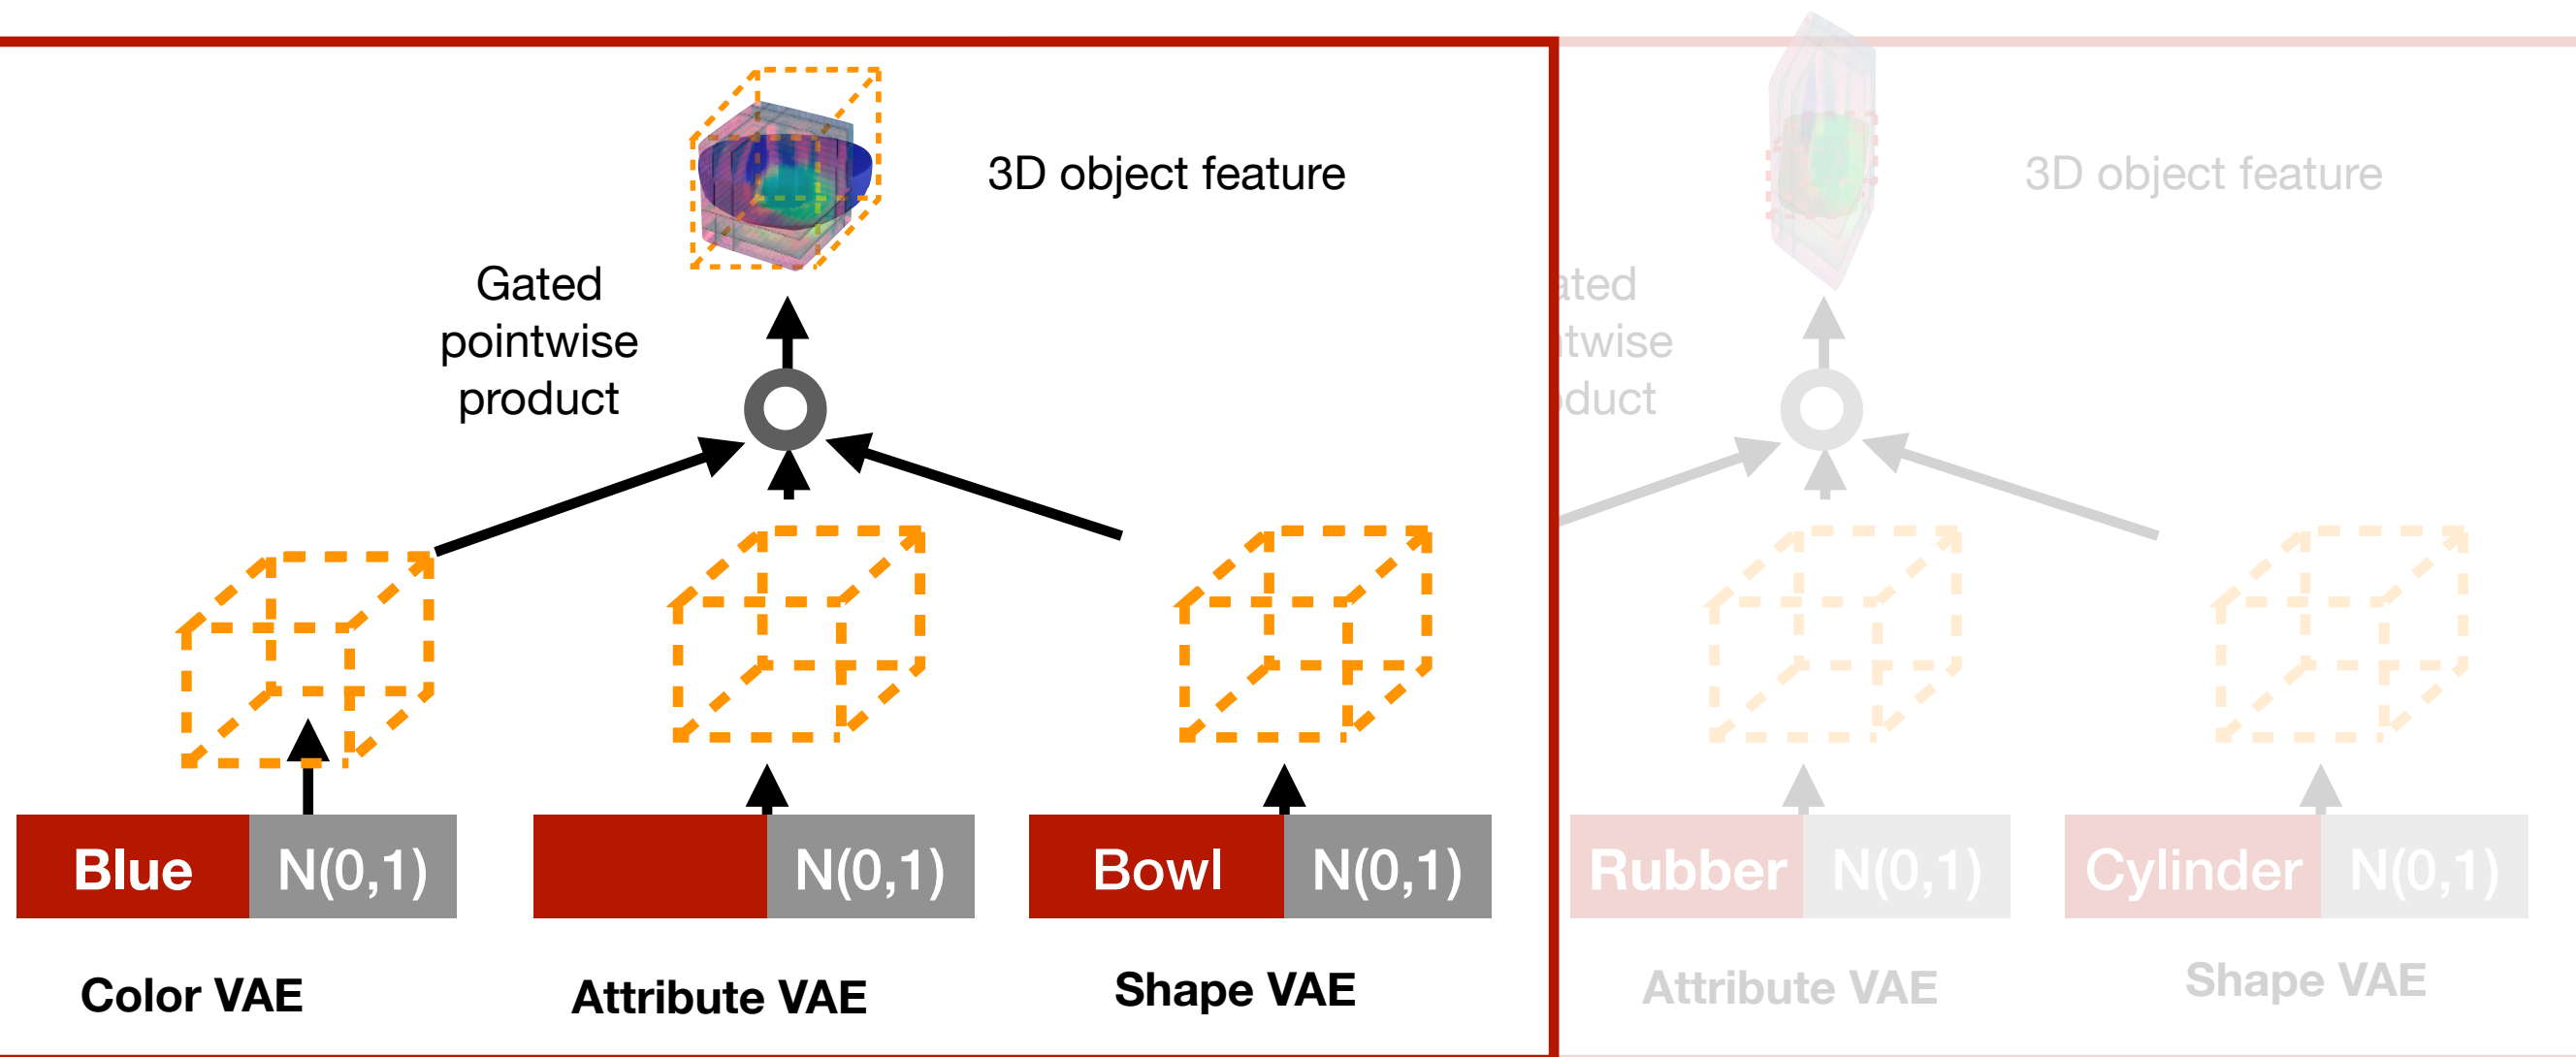 3D object feature
Gated
pointwise
product
Blue N(0,1)
N(0,1)
Bowl N(0,1)
Color VAE
Attribute VAE
Shape VAE
3D object feature
ated
twise
duct
Rubber N(0,1)
Cylinder N(0,1)
Attribute VAE
Shape VAE